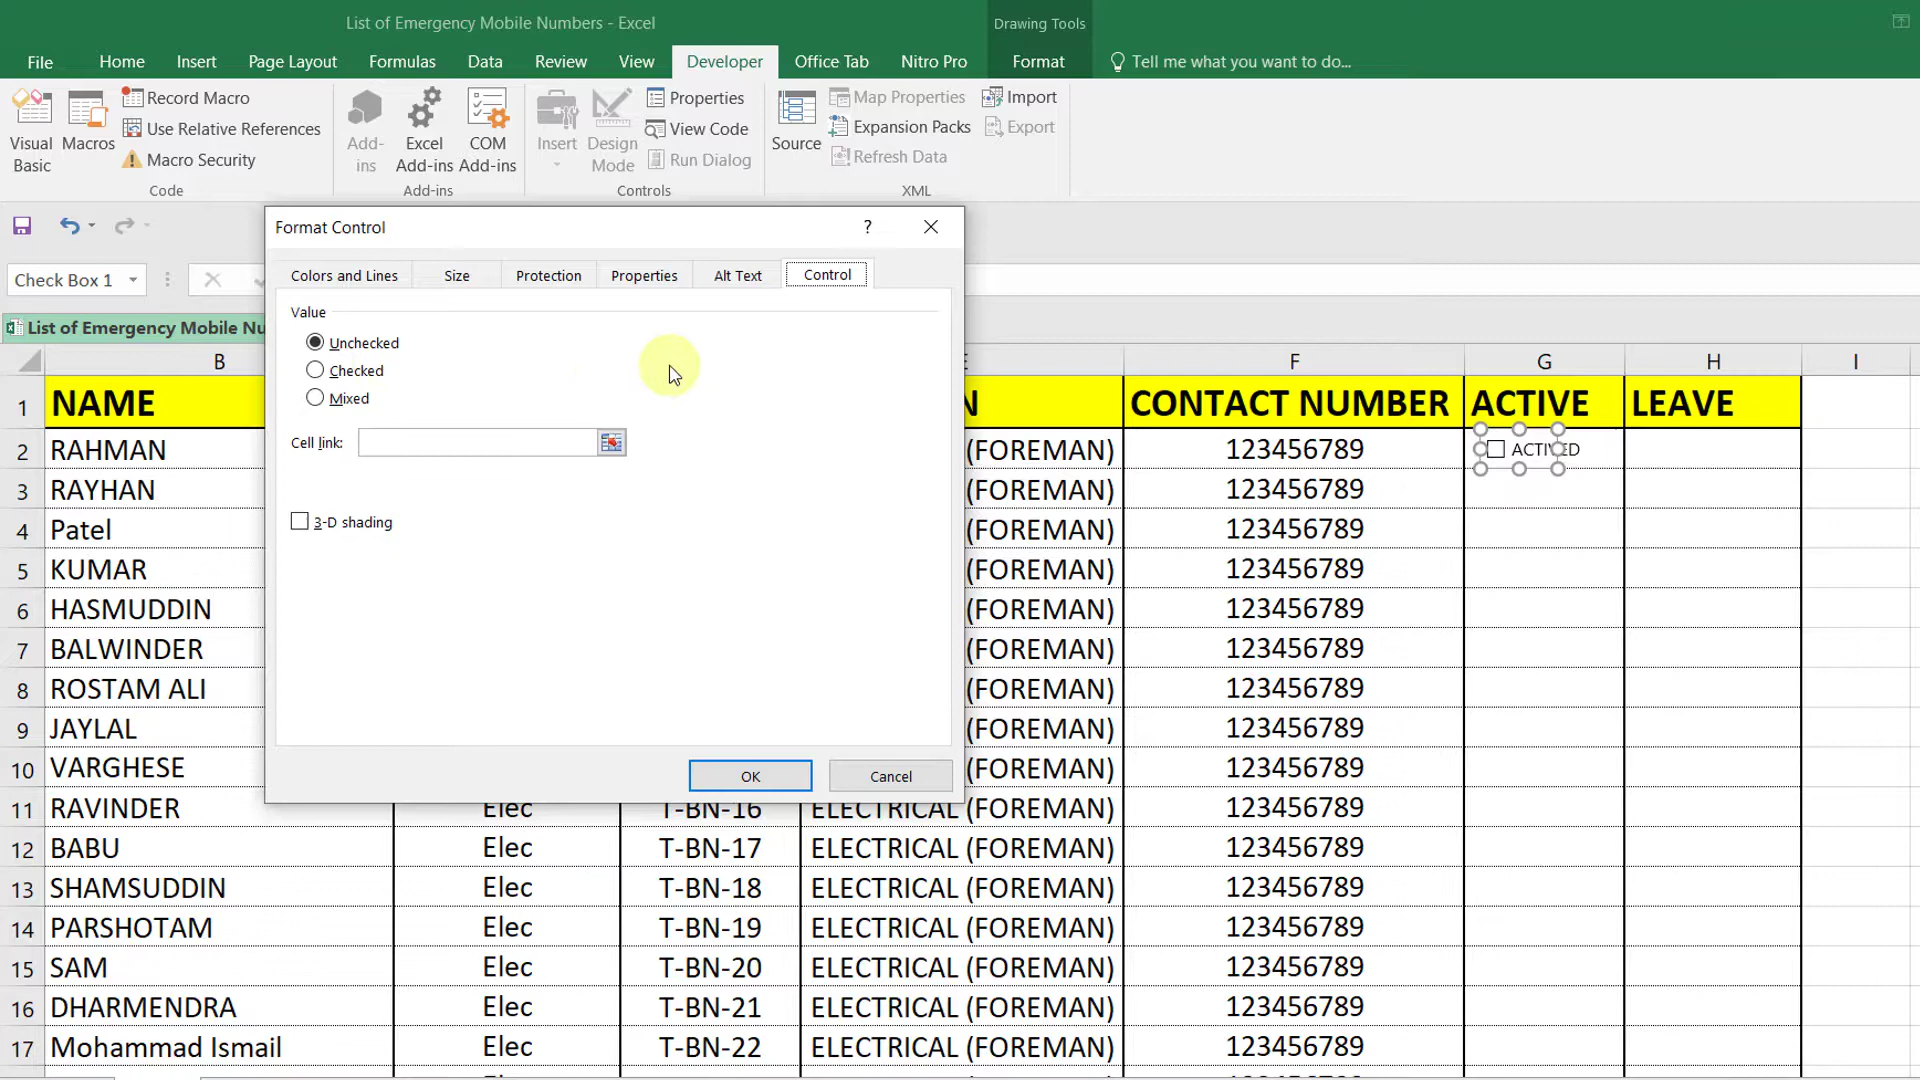 List of Emergency Mobile Numbers - Excel
Drawing Tools
File Home Insert Page Layout Formulas Data Review View Developer Office Tab Nitro Pro Format Tell me what you want to do...
Visual Basic
Macros
Record Macro
Use Relative References
Macro Security
Code
Add-ins
Excel Add-ins
COM Add-ins
Add-ins
Insert
Design Mode
Properties
View Code
Run Dialog
Controls
Source
Map Properties
Expansion Packs
Refresh Data
Import
Export
XML
Check Box 1
List of Emergency Mobile Nu
Format Control ?
Colors and Lines Size Protection Properties Alt Text Control
Value
Unchecked
Checked
Mixed
Cell link:
3-D shading
OK Cancel
B F G H I
1 NAME N CONTACT NUMBER ACTIVE LEAVE
2 RAHMAN (FOREMAN) 123456789 ACTIVED
3 RAYHAN (FOREMAN) 123456789
4 Patel (FOREMAN) 123456789
5 KUMAR (FOREMAN) 123456789
6 HASMUDDIN (FOREMAN) 123456789
7 BALWINDER (FOREMAN) 123456789
8 ROSTAM ALI (FOREMAN) 123456789
9 JAYLAL (FOREMAN) 123456789
10 VARGHESE (FOREMAN) 123456789
11 RAVINDER Elec T-BN-16 ELECTRICAL (FOREMAN) 123456789
12 BABU Elec T-BN-17 ELECTRICAL (FOREMAN) 123456789
13 SHAMSUDDIN Elec T-BN-18 ELECTRICAL (FOREMAN) 123456789
14 PARSHOTAM Elec T-BN-19 ELECTRICAL (FOREMAN) 123456789
15 SAM Elec T-BN-20 ELECTRICAL (FOREMAN) 123456789
16 DHARMENDRA Elec T-BN-21 ELECTRICAL (FOREMAN) 123456789
17 Mohammad Ismail Elec T-BN-22 ELECTRICAL (FOREMAN) 123456789